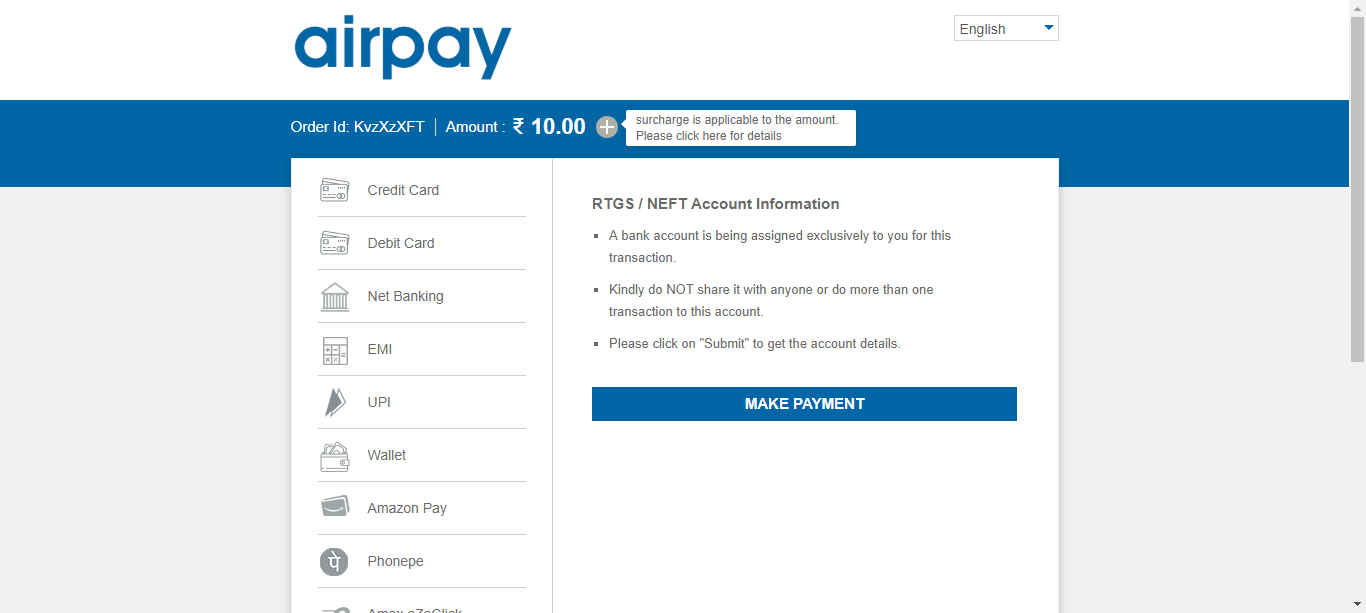 airpay
English
Order Id: KvzXzXFT
Amount : ₹ 10.00
surcharge is applicable to the amount.
Please click here for details
Credit Card
Debit Card
Net Banking
EMI
UPI
Wallet
Amazon Pay
Phonepe
Amex eZeClick
RTGS / NEFT Account Information
A bank account is being assigned exclusively to you for this
transaction.
Kindly do NOT share it with anyone or do more than one
transaction to this account.
Please click on "Submit" to get the account details.
MAKE PAYMENT